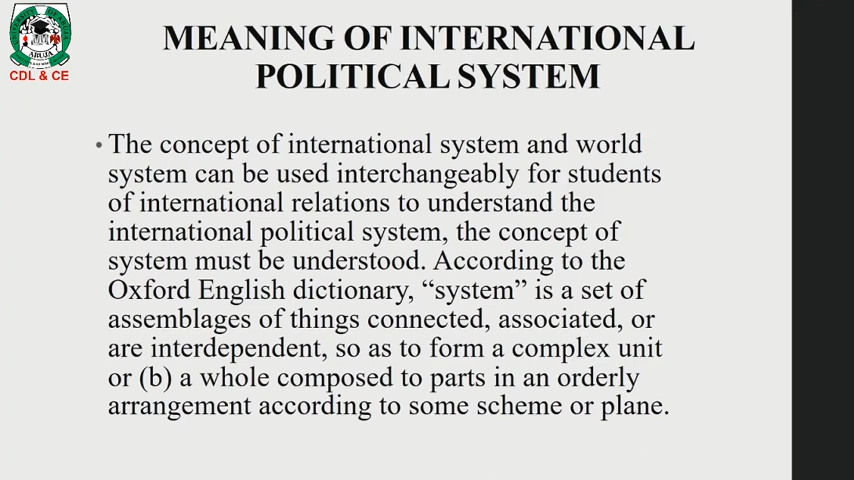 MEANING OF INTERNATIONAL
POLITICAL SYSTEM
ABUJA
CDL & CE
• The concept of international system and world
system can be used interchangeably for students
of international relations to understand the
international political system, the concept of
system must be understood. According to the
Oxford English dictionary, “system” is a set of
assemblages of things connected, associated, or
are interdependent, so as to form a complex unit
or (b) a whole composed to parts in an orderly
arrangement according to some scheme or plane.